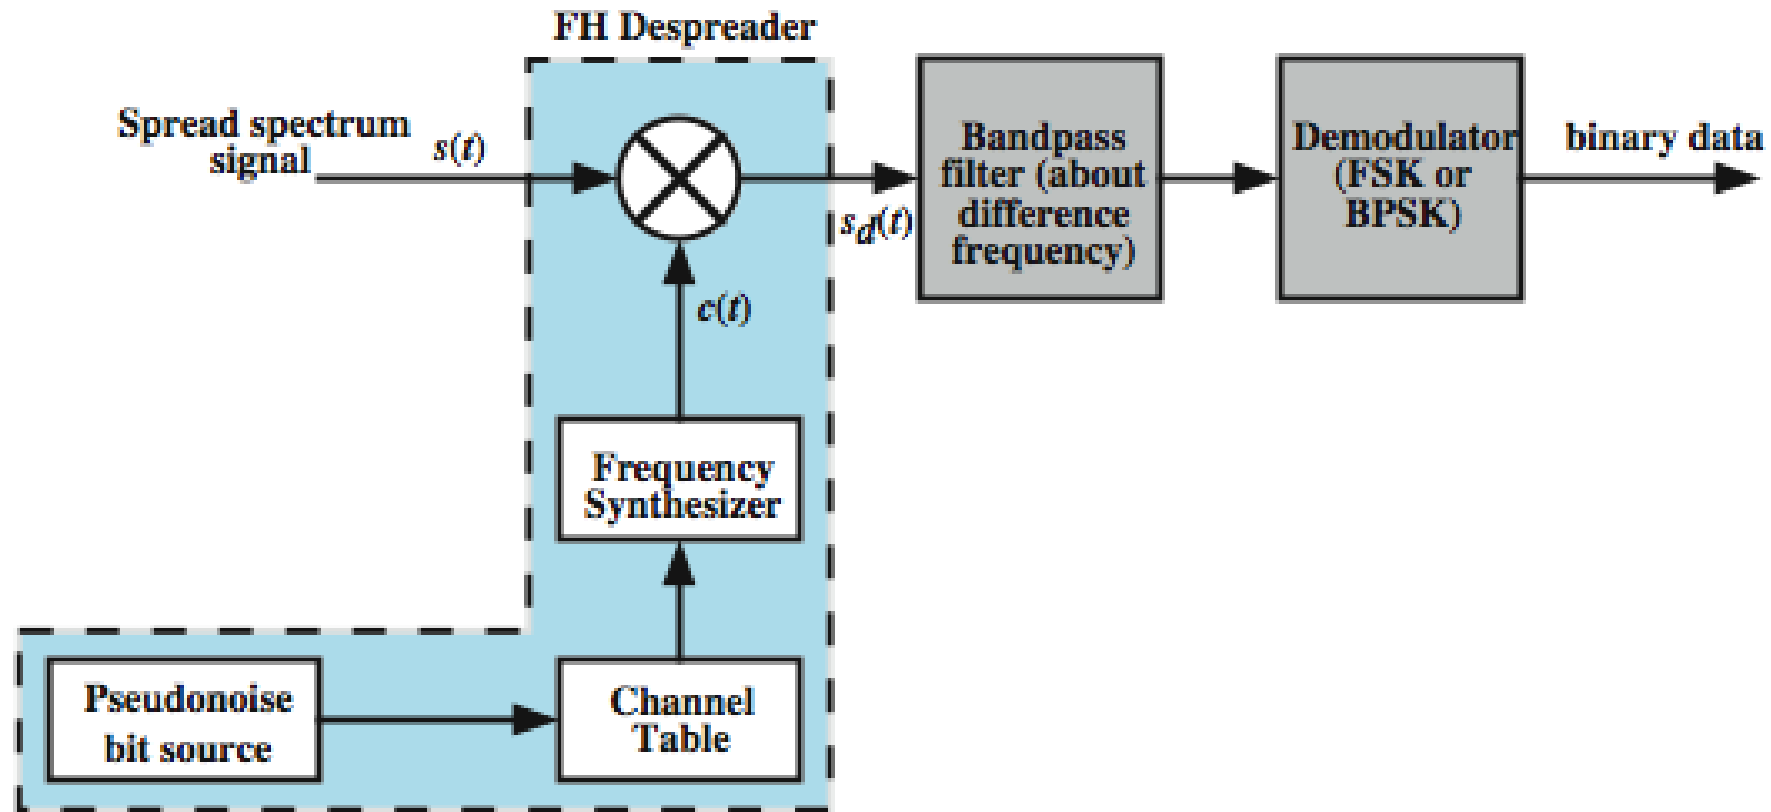 FH Despreader
Spread spectrum
signal
s(t)
sd(t)
c(t)
Bandpass
filter (about
difference
frequency)
Demodulator
(FSK or
BPSK)
binary data
Frequency
Synthesizer
Pseudonoise
bit source
Channel
Table